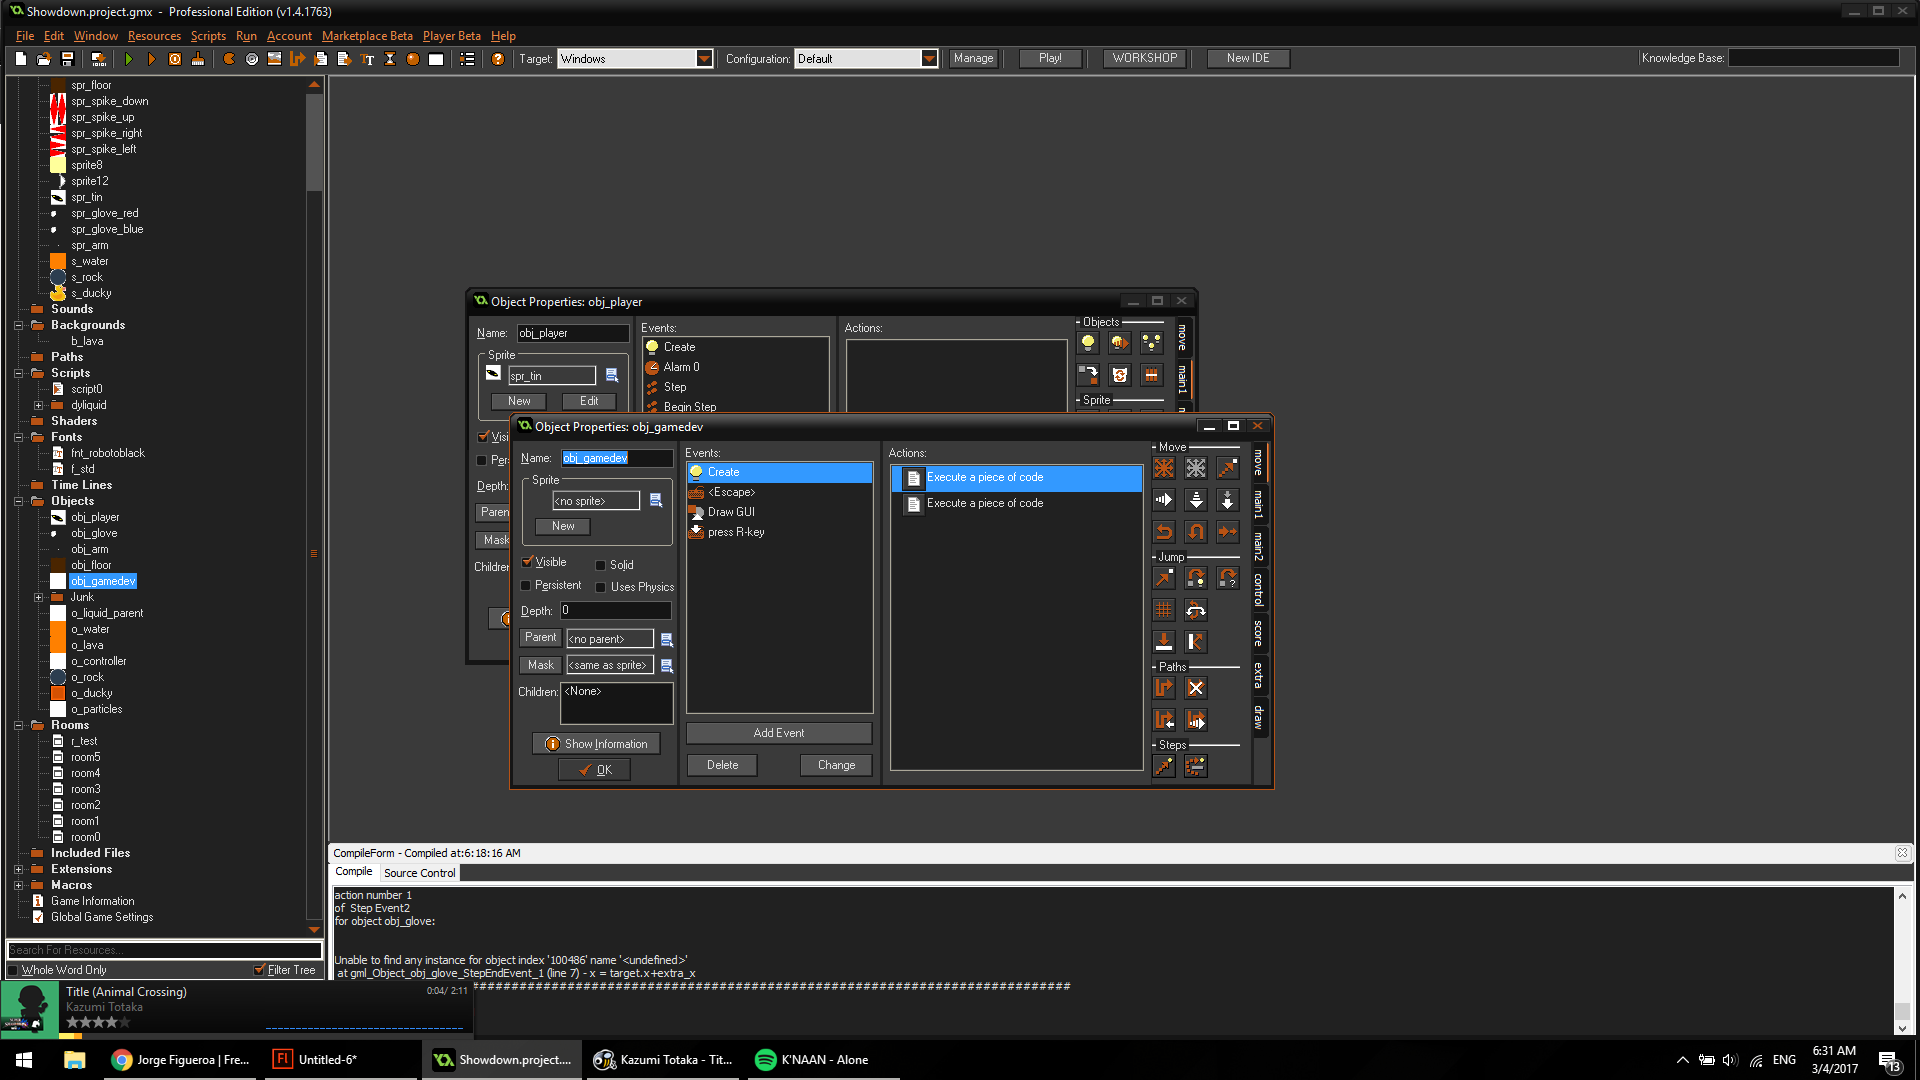 Showdown.project.gmx - Professional Edition (v1.4.1763)
File Edit Window Resources Scripts Run Account Marketplace Beta Player Beta Help
Target: Windows Configuration: Default Manage Play! WORKSHOP New IDE Knowledge Base:
spr_floor
spr_spike_down
spr_spike_up
spr_spike_right
spr_spike_left
sprite8
sprite12
spr_tin
spr_glove_red
spr_glove_blue
spr_arm
s_water
s_rock
s_ducky
Sounds
Backgrounds
b_lava
Paths
Scripts
script0
dyliquid
Shaders
Fonts
fnt_robotoblack
f_std
Time Lines
Objects
obj_player
obj_glove
obj_arm
obj_floor
obj_gamedev
Junk
o_liquid_parent
o_water
o_lava
o_controller
o_rock
o_ducky
o_particles
Rooms
r_test
room5
room4
room3
room2
room1
room0
Included Files
Extensions
Macros
Game Information
Global Game Settings
Search For Resources...
Whole Word Only Filter Tree
Object Properties: obj_player
Name: obj_player
Sprite
spr_tin
New Edit
Visi
Per
Depth:
Paren
Mask
Children
Events:
Create
Alarm 0
Step
Begin Step
Actions:
Objects
Sprite
move
main1
Object Properties: obj_gamedev
Name: obj_gamedev
Sprite
<no sprite>
New
Visible Solid
Persistent Uses Physics
Depth: 0
Parent <no parent>
Mask <same as sprite>
Children: <None>
Show Information
OK
Events:
Create
<Escape>
Draw GUI
press R-key
Add Event
Delete Change
Actions:
Execute a piece of code
Execute a piece of code
Move
Jump
Paths
Steps
move
main1
main2
control
score
extra
draw
CompileForm - Compiled at:6:18:16 AM
Compile Source Control
action number 1
of Step Event2
for object obj_glove:
Unable to find any instance for object index '100486' name '<undefined>'
at gml_Object_obj_glove_StepEndEvent_1 (line 7) - x = target.x+extra_x
Title (Animal Crossing) 0:04/ 2:11
Kazumi Totaka
Jorge Figueroa | Fre...
Fl Untitled-6*
Showdown.project....
Kazumi Totaka - Tit...
K'NAAN - Alone
ENG
6:31 AM
3/4/2017
13